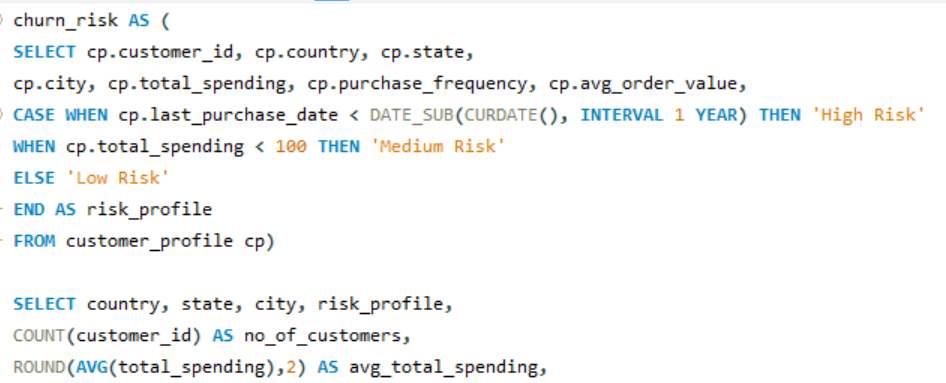 churn_risk AS (
SELECT cp.customer_id, cp.country, cp.state,
cp.city, cp.total_spending, cp.purchase_frequency, cp.avg_order_value,
CASE WHEN cp.last_purchase_date < DATE_SUB(CURDATE(), INTERVAL 1 YEAR) THEN 'High Risk'
WHEN cp.total_spending < 100 THEN 'Medium Risk'
ELSE 'Low Risk'
END AS risk_profile
FROM customer_profile cp)
SELECT country, state, city, risk_profile,
COUNT(customer_id) AS no_of_customers,
ROUND(AVG(total_spending),2) AS avg_total_spending,